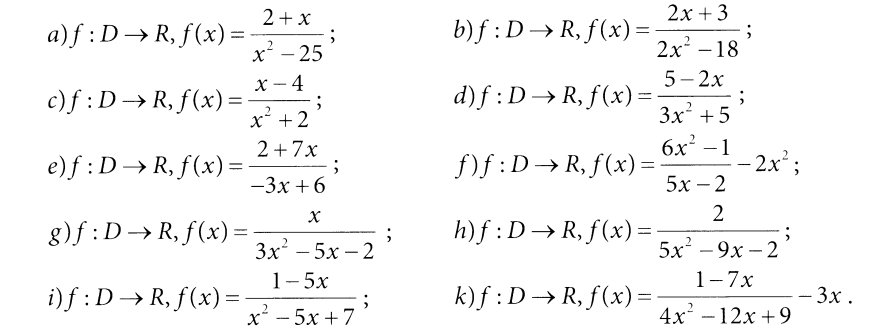 a) f : D → R, f(x) = (2 + x)/(x² − 25) ;
b) f : D → R, f(x) = (2x + 3)/(2x² − 18) ;
c) f : D → R, f(x) = (x − 4)/(x² + 2) ;
d) f : D → R, f(x) = (5 − 2x)/(3x² + 5) ;
e) f : D → R, f(x) = (2 + 7x)/(−3x + 6) ;
f) f : D → R, f(x) = (6x² − 1)/(5x − 2) − 2x² ;
g) f : D → R, f(x) = x/(3x² − 5x − 2) ;
h) f : D → R, f(x) = 2/(5x² − 9x − 2) ;
i) f : D → R, f(x) = (1 − 5x)/(x² − 5x + 7) ;
k) f : D → R, f(x) = (1 − 7x)/(4x² − 12x + 9) − 3x .